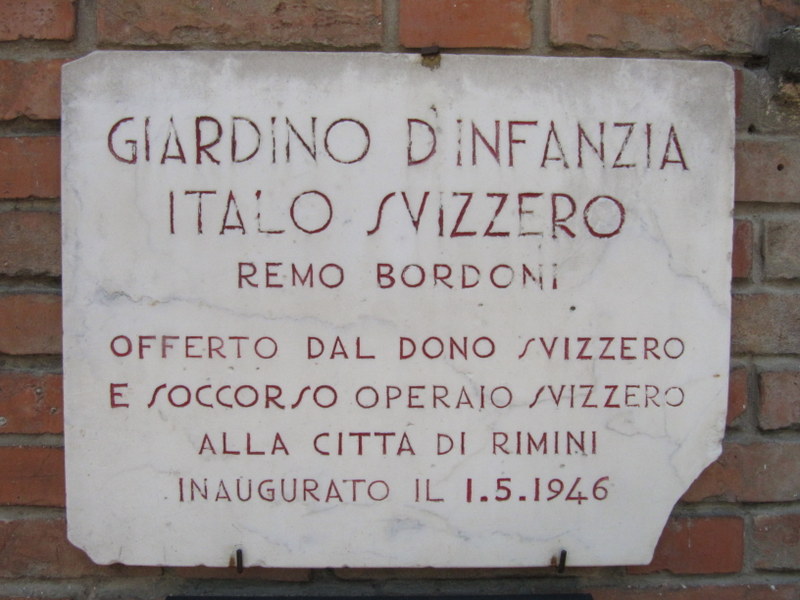 GIARDINO D'INFANZIA
ITALO SVIZZERO
REMO BORDONI
OFFERTO DAL DONO SVIZZERO
E SOCCORSO OPERAIO SVIZZERO
ALLA CITTA DI RIMINI
INAUGURATO IL 1.5.1946